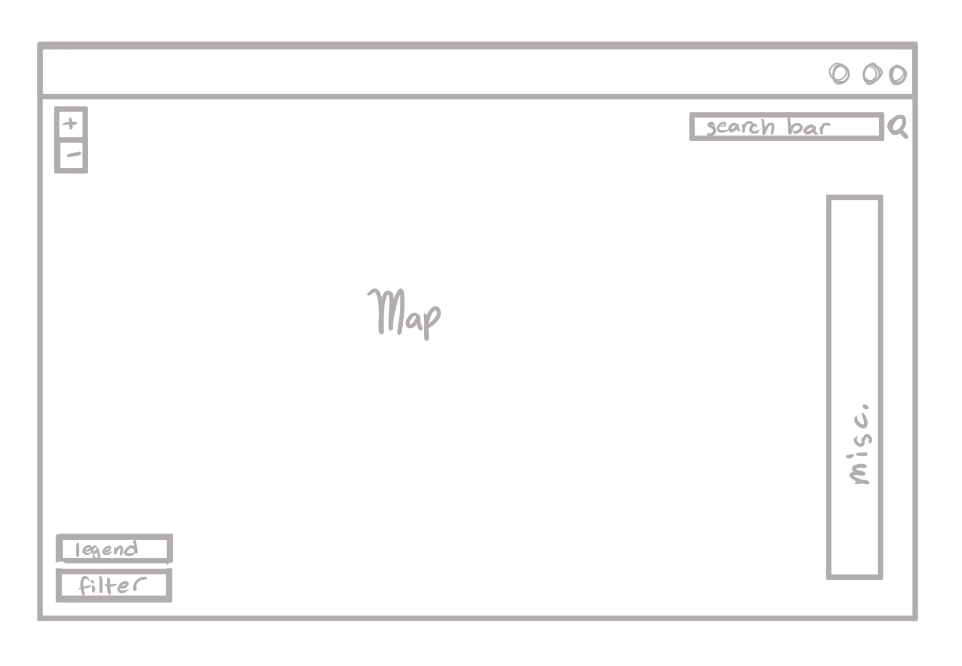 +
search bar
-
Map
misc.
legend
filter